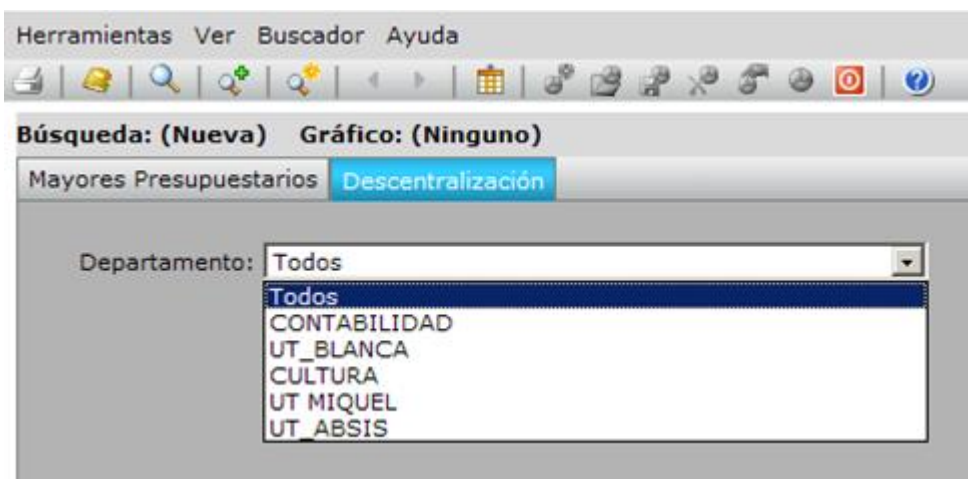 Herramientas Ver Buscador Ayuda
Búsqueda: (Nueva) Gráfico: (Ninguno)
Mayores Presupuestarios Descentralización
Departamento: Todos
Todos
CONTABILIDAD
UT_BLANCA
CULTURA
UT MIQUEL
UT_ABSIS